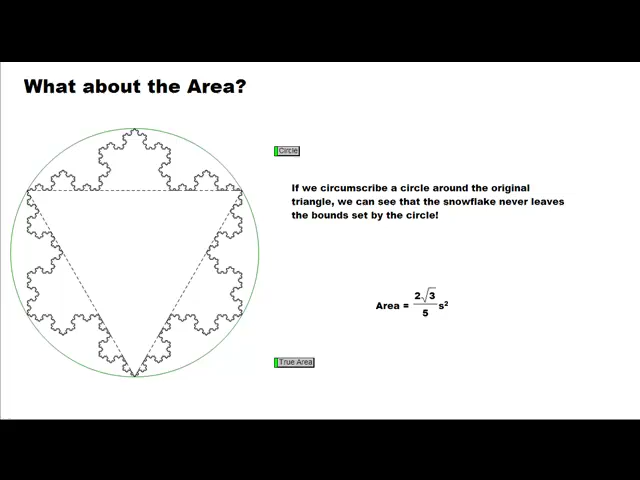 What about the Area?
Circle
If we circumscribe a circle around the original
triangle, we can see that the snowflake never leaves
the bounds set by the circle!
Area = 2√3/5 s²
True Area